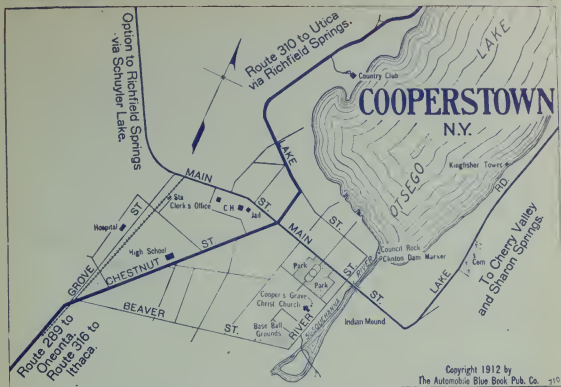 Option to Richfield Springs
via Schuyler Lake.
Route 310 to Utica
via Richfield Springs.
Country Club
LAKE
COOPERSTOWN
N.Y.
OTSEGO
Kingfisher Tower
MAIN
ST.
LAKE
ST.
Sta
Clerk's Office
C H
Jail
Hospital
ST.
High School
CHESTNUT
ST.
GROVE
BEAVER
ST.
MAIN
ST.
Park
Park
Cooper's Grave
Christ Church
Base Ball
Grounds
RIVER
ST.
SUSQUEHANNA
RIVER
Council Rock
Clinton Dam Marker
Indian Mound
LAKE
RD.
Cem
To Cherry Valley
and Sharon Springs.
Route 289 to
Oneonta.
Route 316 to
Ithaca.
Copyright 1912 by
The Automobile Blue Book Pub. Co.
710